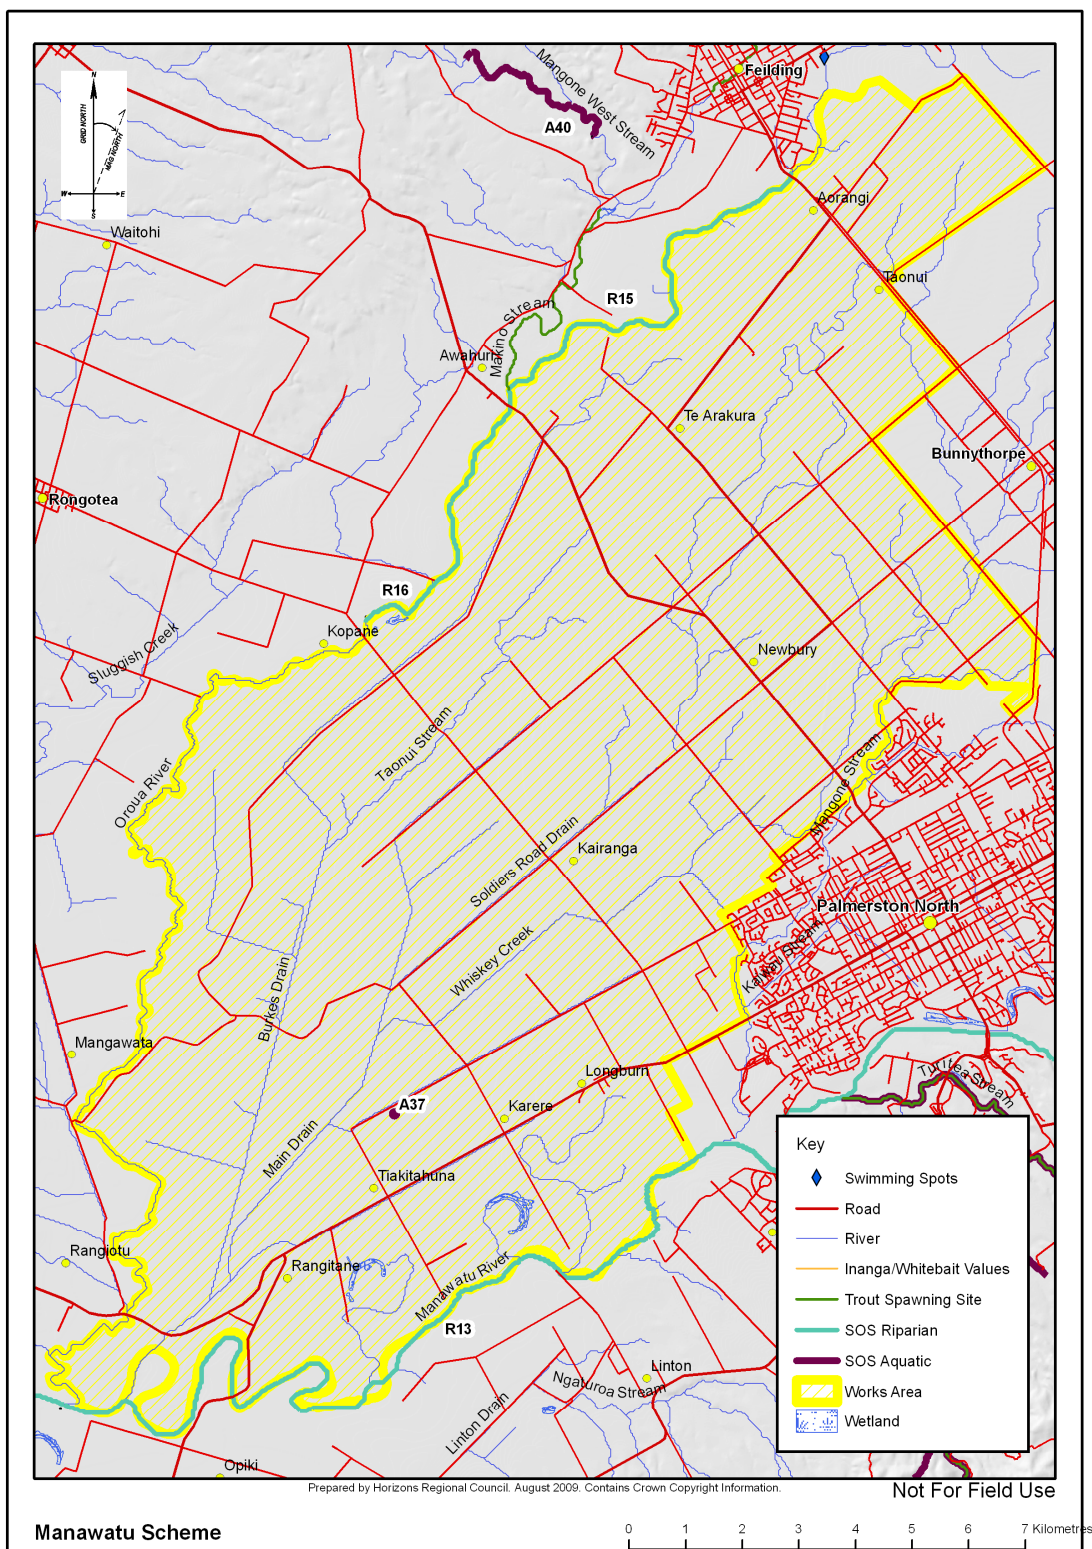 N
GRID NORTH
MAG NORTH
W
E
S
Mangone West Stream
Feilding
A40
Aorangi
Waitohi
Taonui
R15
Makino Stream
Awahuri
Te Arakura
Bunnythorpe
Rongotea
R16
Kopane
Sluggish Creek
Newbury
Taonui Stream
Oroua River
Mangone Stream
Soldiers Road Drain
Kairanga
Palmerston North
Whiskey Creek
Kaiwau Stream
Burkes Drain
Mangawata
Longburn
Turitea Stream
A37
Karere
Main Drain
Tiakitahuna
Rangiotu
Rangitane
Manawatu River
R13
Linton
Ngaturoa Stream
Linton Drain
Opiki
Key
Swimming Spots
Road
River
Inanga/Whitebait Values
Trout Spawning Site
SOS Riparian
SOS Aquatic
Works Area
Wetland
Prepared by Horizons Regional Council. August 2009. Contains Crown Copyright Information.
Not For Field Use
Manawatu Scheme
0 1 2 3 4 5 6 7 Kilometres